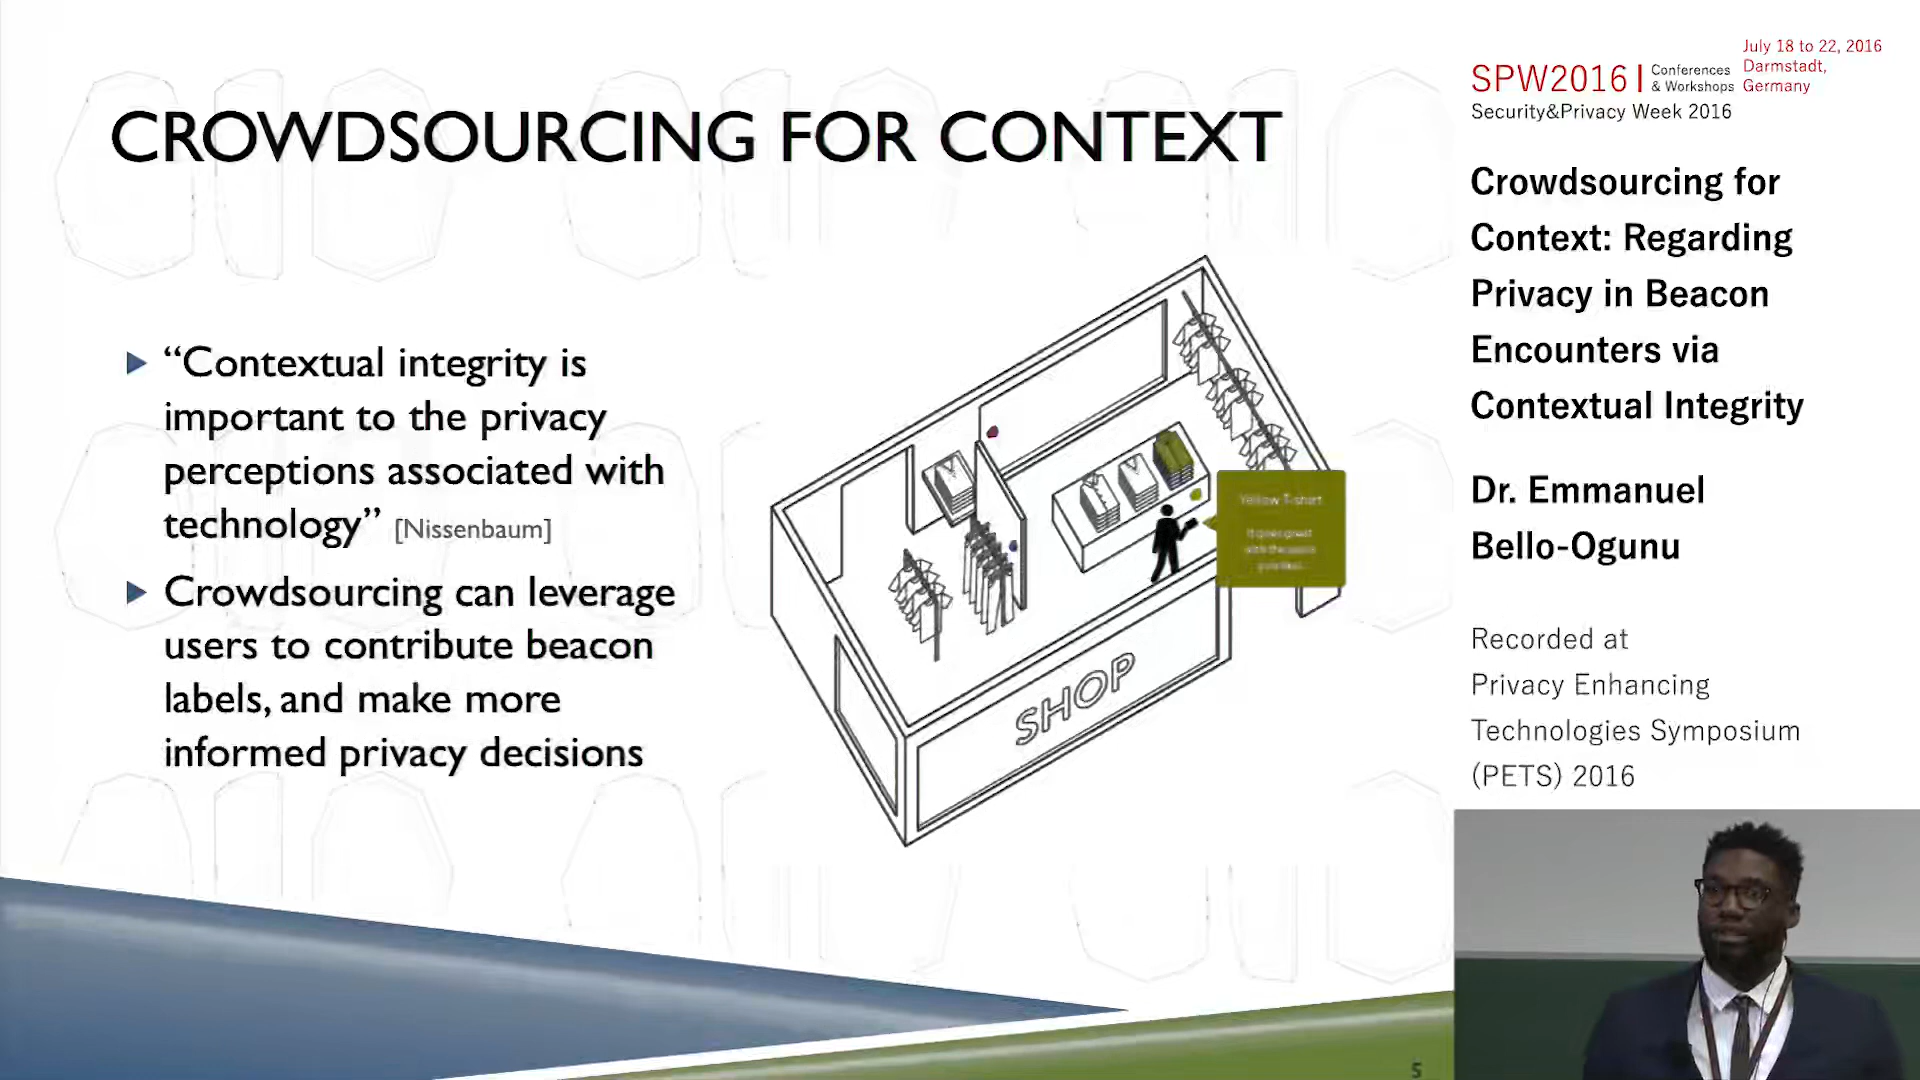 CROWDSOURCING FOR CONTEXT
“Contextual integrity is
important to the privacy
perceptions associated with
technology” [Nissenbaum]
Crowdsourcing can leverage
users to contribute beacon
labels, and make more
informed privacy decisions
Yellow T-shirt
SHOP
5
SPW2016 | Conferences & Workshops
July 18 to 22, 2016
Darmstadt,
Germany
Security&Privacy Week 2016
Crowdsourcing for
Context: Regarding
Privacy in Beacon
Encounters via
Contextual Integrity
Dr. Emmanuel
Bello-Ogunu
Recorded at
Privacy Enhancing
Technologies Symposium
(PETS) 2016